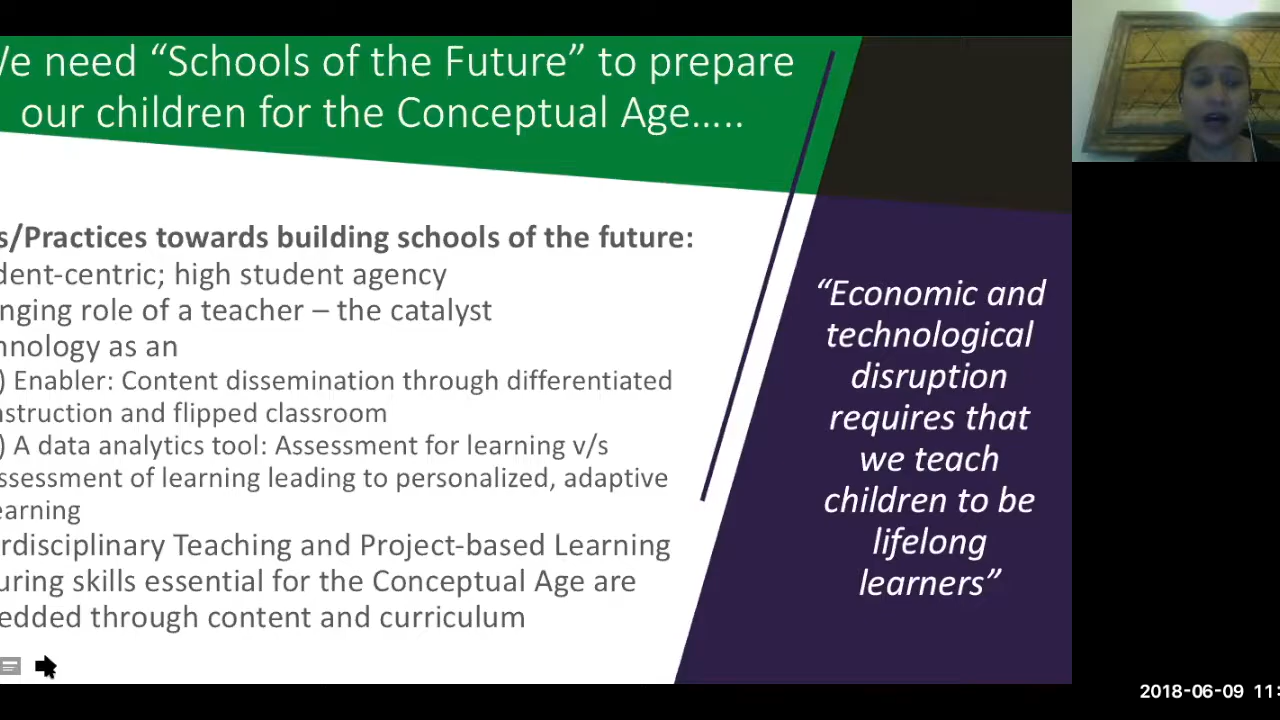 We need “Schools of the Future” to prepare
our children for the Conceptual Age.....
s/Practices towards building schools of the future:
dent-centric; high student agency
nging role of a teacher – the catalyst
hnology as an
) Enabler: Content dissemination through differentiated
nstruction and flipped classroom
) A data analytics tool: Assessment for learning v/s
ssessment of learning leading to personalized, adaptive
earning
rdisciplinary Teaching and Project-based Learning
uring skills essential for the Conceptual Age are
edded through content and curriculum
“Economic and
technological
disruption
requires that
we teach
children to be
lifelong
learners”
2018-06-09 11: